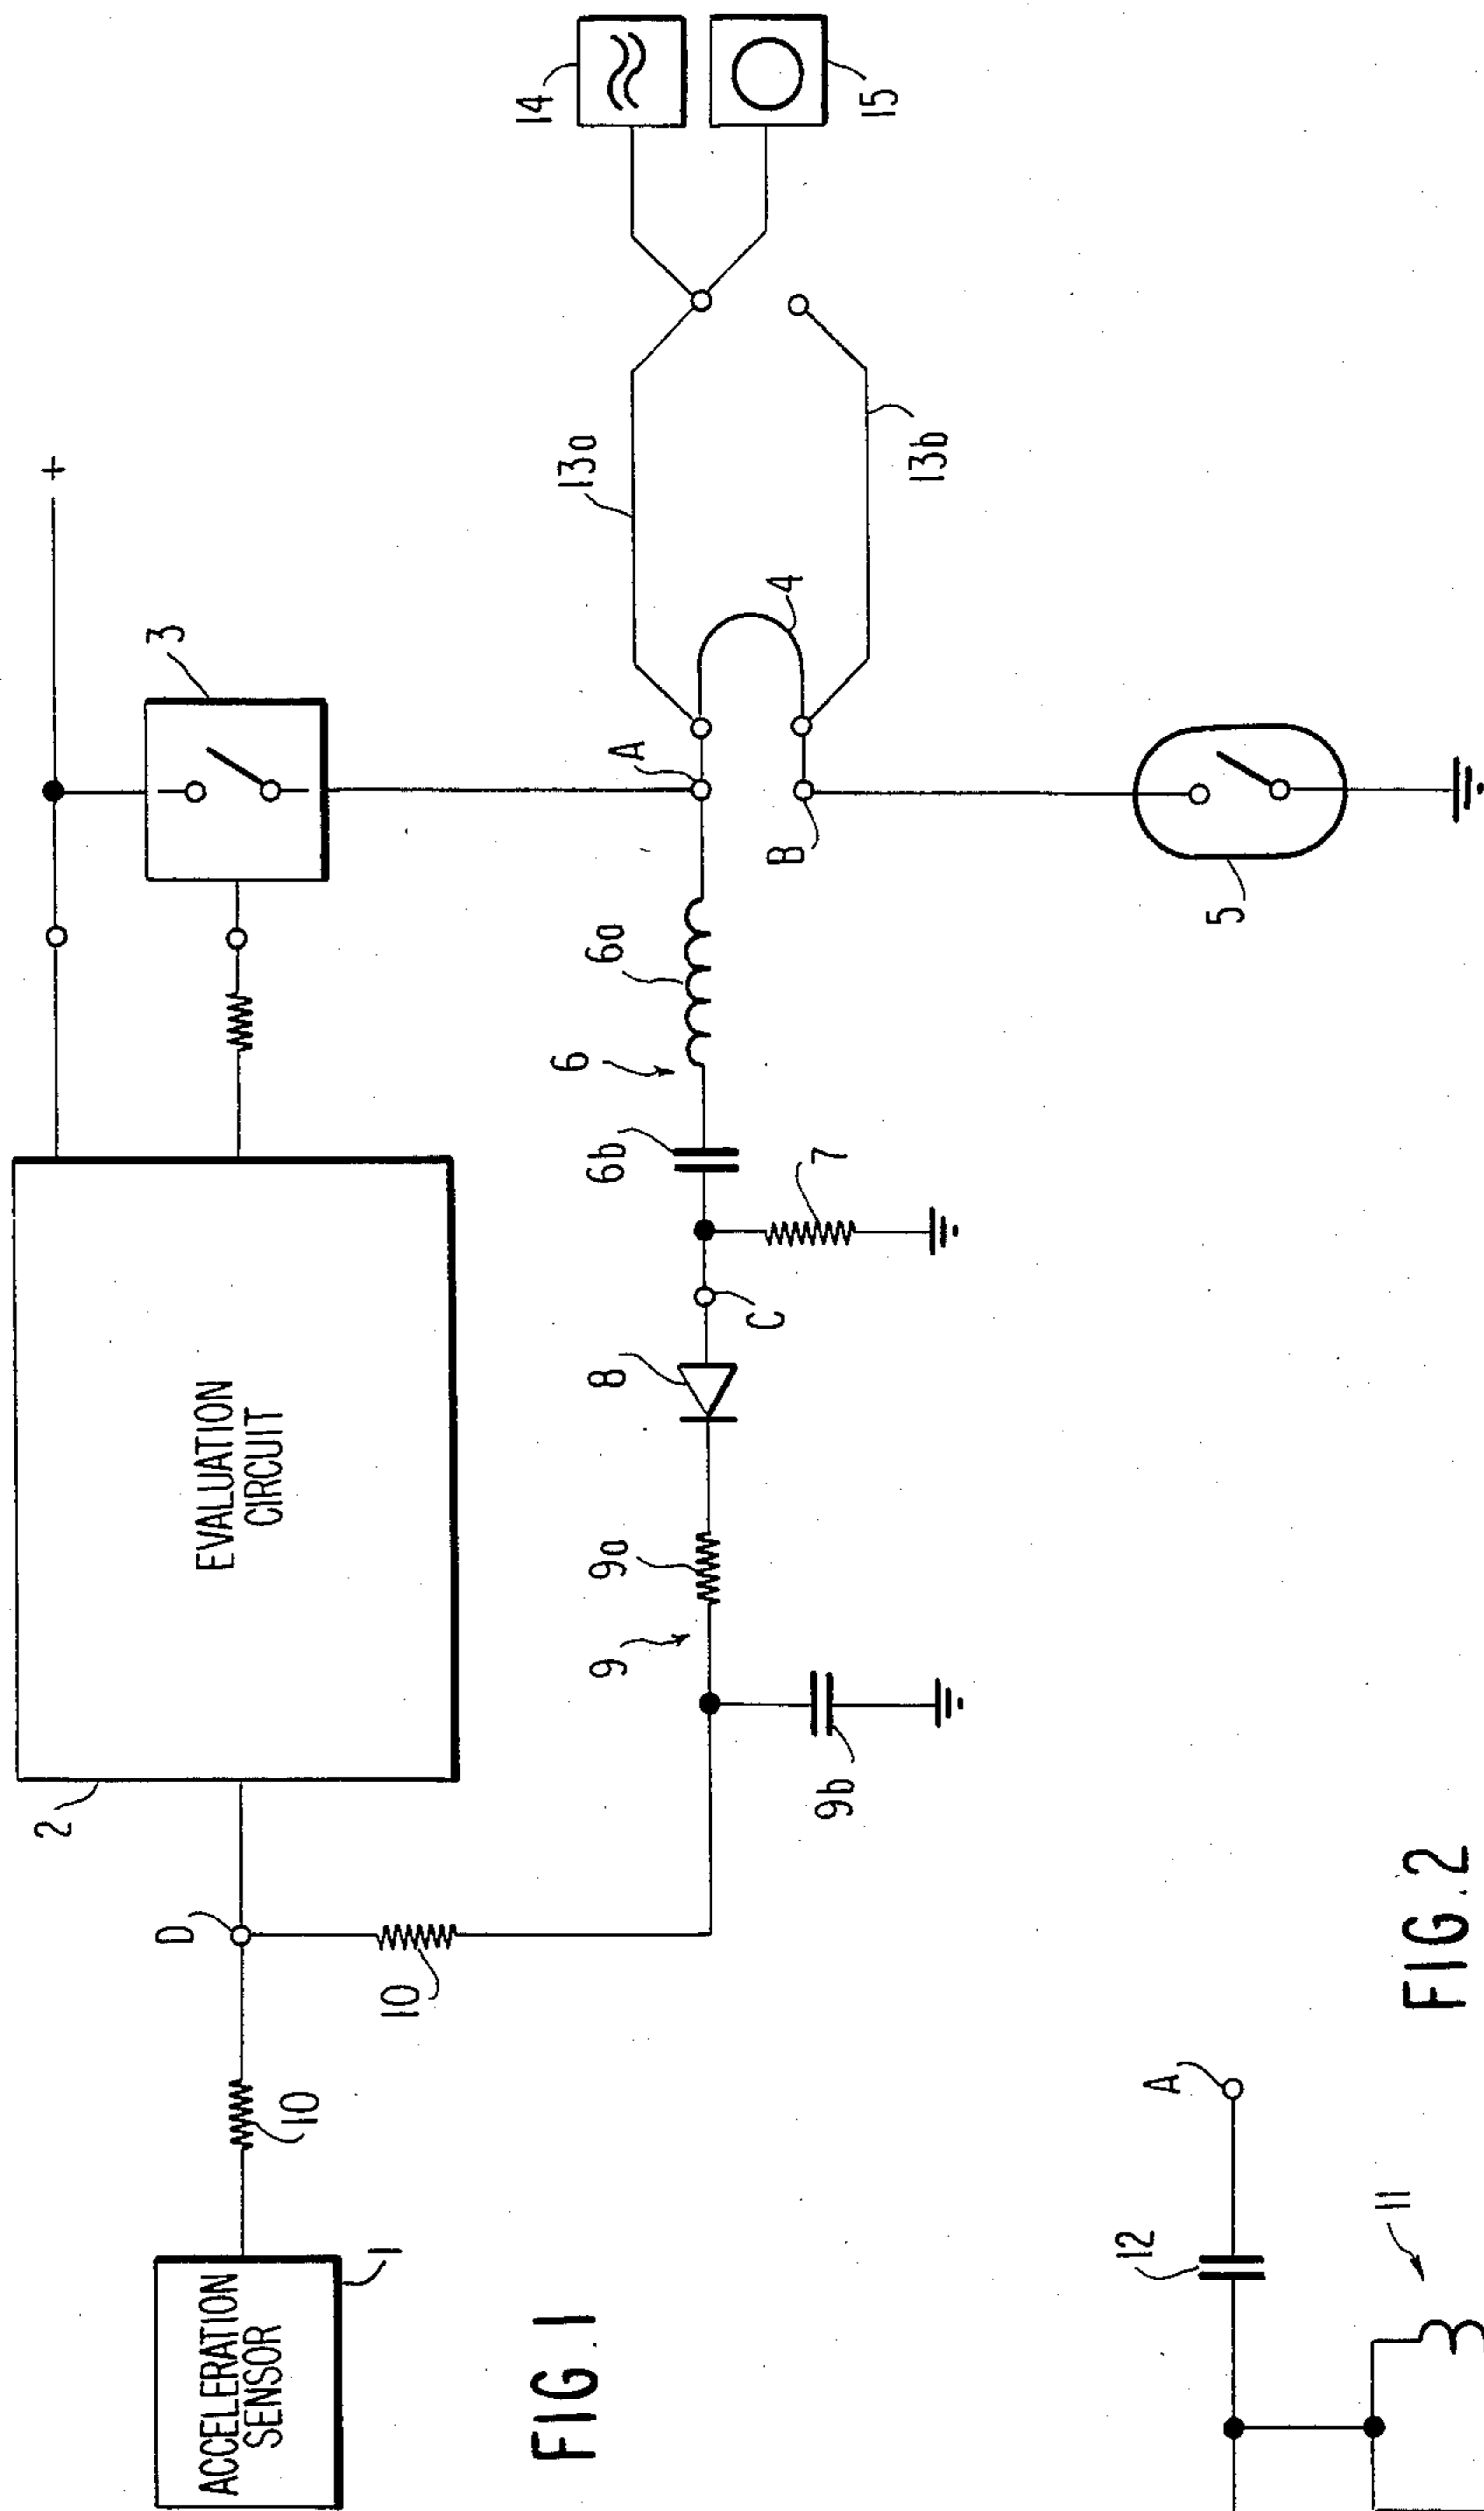 ACCELERATION
SENSOR
1
10
D
10
2
EVALUATION
CIRCUIT
+
3
9
9a
9b
8
C
7
6
6a
6b
A
B
4
5
13a
13b
14
15
FIG.1
A
12
11
FIG.2